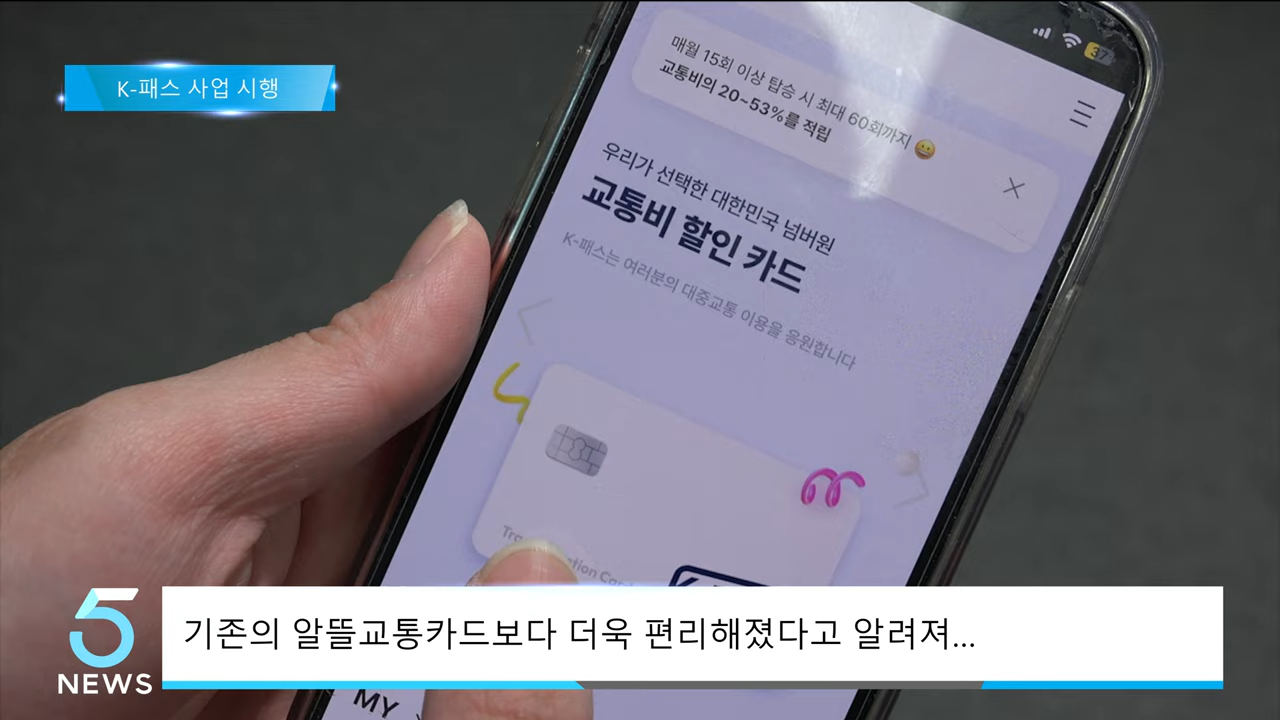 K-패스 사업 시행
37
매월 15회 이상 탑승 시 최대 60회까지 😀
교통비의 20~53%를 적립
우리가 선택한 대한민국 넘버원
교통비 할인 카드
K-패스는 여러분의 대중교통 이용을 응원합니다
기존의 알뜰교통카드보다 더욱 편리해졌다고 알려져...
5
NEWS
MY